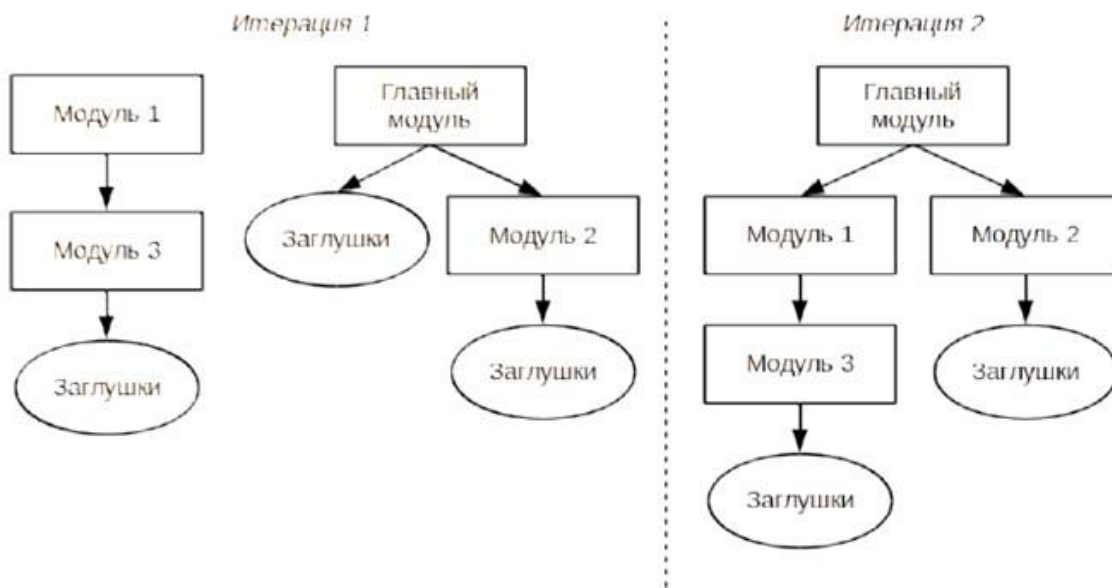 Итерация 1
Модуль 1
Модуль 3
Заглушки
Главный
модуль
Заглушки
Модуль 2
Заглушки
Итерация 2
Главный
модуль
Модуль 1
Модуль 2
Модуль 3
Заглушки
Заглушки